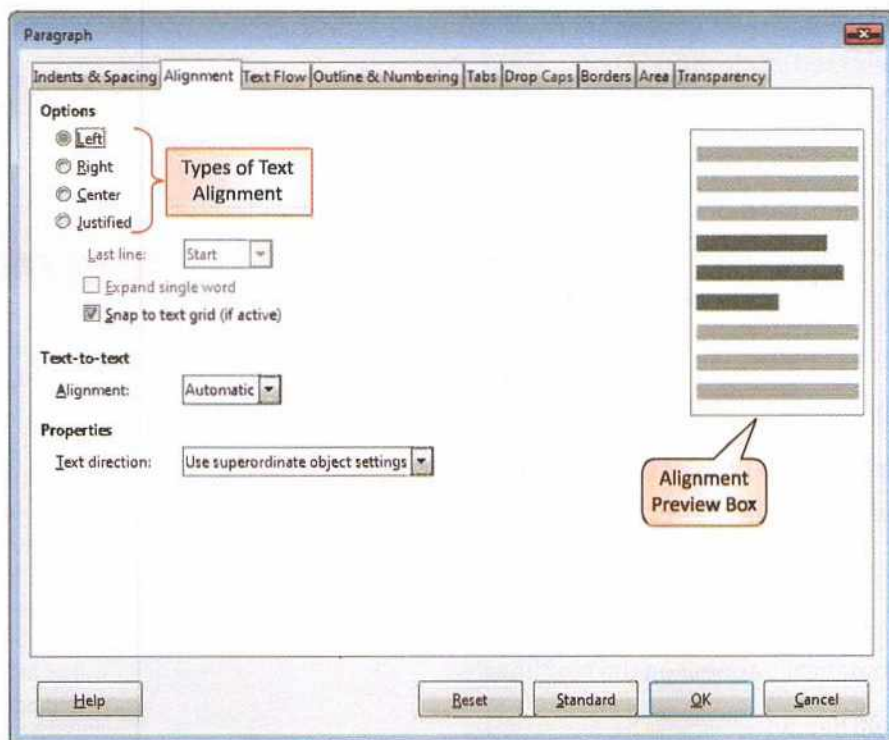 Paragraph
Indents & Spacing Alignment Text Flow Outline & Numbering Tabs Drop Caps Borders Area Transparency
Options
Left
Right
Center
Justified
Types of Text
Alignment
Last line: Start
Expand single word
Snap to text grid (if active)
Text-to-text
Alignment: Automatic
Properties
Text direction: Use superordinate object settings
Alignment
Preview Box
Help Reset Standard OK Cancel